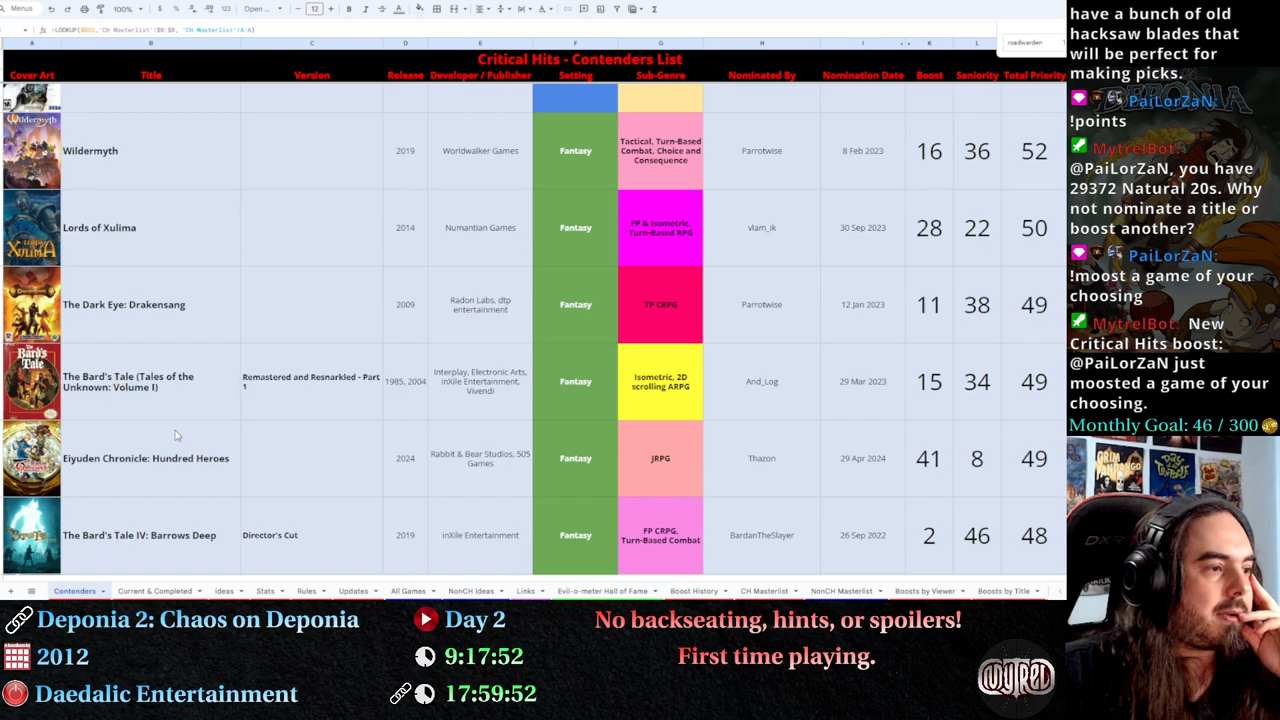 Menus
100%
$
%
123
Open ...
12
B
I
=LOOKUP($B51,'CH Masterlist'!$B:$B, 'CH Masterlist'!A:A)
roadwarden
A B C D E F G H I K L
Critical Hits - Contenders List
Cover Art Title Version Release Developer / Publisher Setting Sub-Genre Nominated By Nomination Date Boost Seniority Total Priority
Wildermyth 2019 Worldwalker Games Fantasy Tactical, Turn-Based Combat, Choice and Consequence Parrotwise 8 Feb 2023 16 36 52
Lords of Xulima 2014 Numantian Games Fantasy FP & Isometric, Turn-Based RPG vlam_ik 30 Sep 2023 28 22 50
The Dark Eye: Drakensang 2009 Radon Labs, dtp entertainment Fantasy TP CRPG Parrotwise 12 Jan 2023 11 38 49
The Bard's Tale (Tales of the Unknown: Volume I) Remastered and Resnarkled - Part 1 1985, 2004 Interplay, Electronic Arts, inXile Entertainment, Vivendi Fantasy Isometric, 2D scrolling ARPG And_Log 29 Mar 2023 15 34 49
Eiyuden Chronicle: Hundred Heroes 2024 Rabbit & Bear Studios, 505 Games Fantasy JRPG Thazon 29 Apr 2024 41 8 49
The Bard's Tale IV: Barrows Deep Director's Cut 2019 inXile Entertainment Fantasy FP CRPG, Turn-Based Combat BardanTheSlayer 26 Sep 2022 2 46 48
Contenders Current & Completed Ideas Stats Rules Updates All Games NonCH Ideas Links Evil-o-meter Hall of Fame Boost History CH Masterlist NonCH Masterlist Boosts by Viewer Boosts by Title
have a bunch of old
hacksaw blades that
will be perfect for
making picks.
PaiLorZaN:
!points
MytrelBot:
@PaiLorZaN, you have
29372 Natural 20s. Why
not nominate a title or
boost another?
PaiLorZaN:
!moost a game of your
choosing
MytrelBot: New
Critical Hits boost:
@PaiLorZaN just
moosted a game of your
choosing.
Monthly Goal: 46 / 300
Deponia 2: Chaos on Deponia
2012
Daedalic Entertainment
Day 2
9:17:52
17:59:52
No backseating, hints, or spoilers!
First time playing.